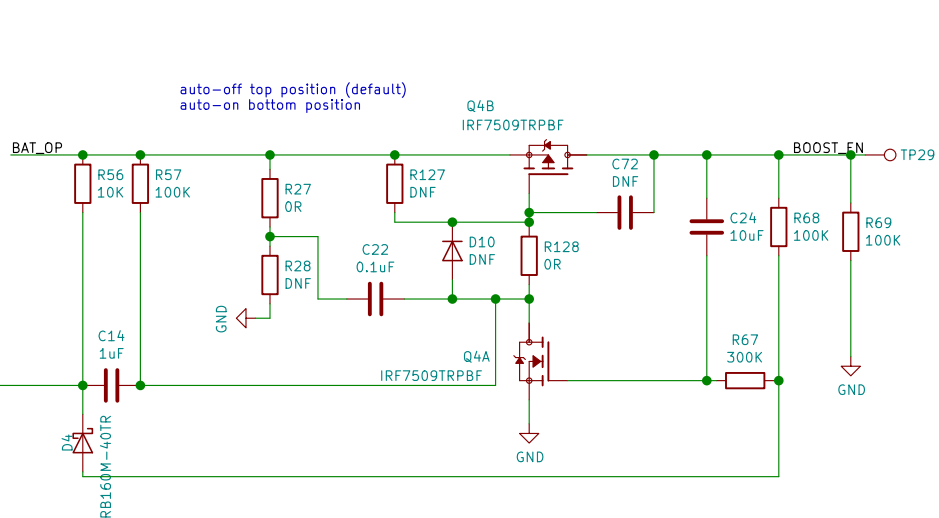 auto-off top position (default)
auto-on bottom position
Q4B
IRF7509TRPBF
BAT_OP
BOOST_EN
TP29
R56
10K
R57
100K
R27
0R
R127
DNF
C72
DNF
C24
10uF
R68
100K
R69
100K
D10
DNF
R128
0R
C22
0.1uF
R28
DNF
GND
C14
1uF
Q4A
IRF7509TRPBF
R67
300K
GND
GND
D4
RB160M-40TR